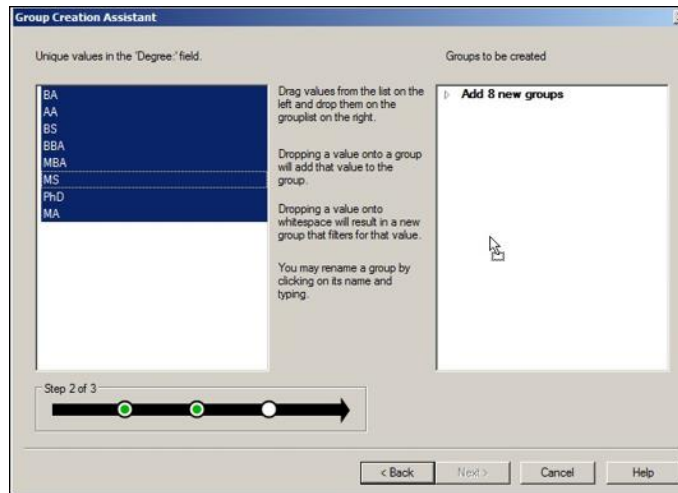 Group Creation Assistant
Unique values in the 'Degree:' field.
Groups to be created
BA
AA
BS
BBA
MBA
MS
PhD
MA
Drag values from the list on the
left and drop them on the
grouplist on the right.
Dropping a value onto a group
will add that value to the
group.
Dropping a value onto
whitespace will result in a new
group that filters for that value.
You may rename a group by
clicking on its name and
typing.
Add 8 new groups
Step 2 of 3
< Back
Next >
Cancel
Help